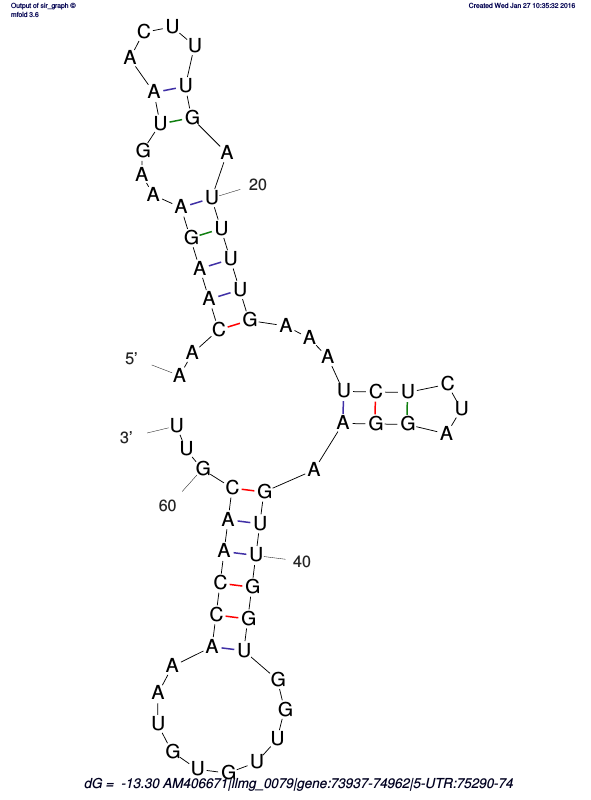 Output of sir_graph ©
mfold 3.6
Created Wed Jan 27 10:35:32 2016
C U
U
A
A U
U G
G A
A
20
A U
A
U
G
U
A
U
A
C G A
A
A A
5'
A
U C U C
U
A G G A
U
3'
U
G A
C G
60
A U
A U
40
C G
C G
A U
A
G
A
G
U
U
G
U
U G
dG = -13.30 AM406671|llmg_0079|gene:73937-74962|5-UTR:75290-74